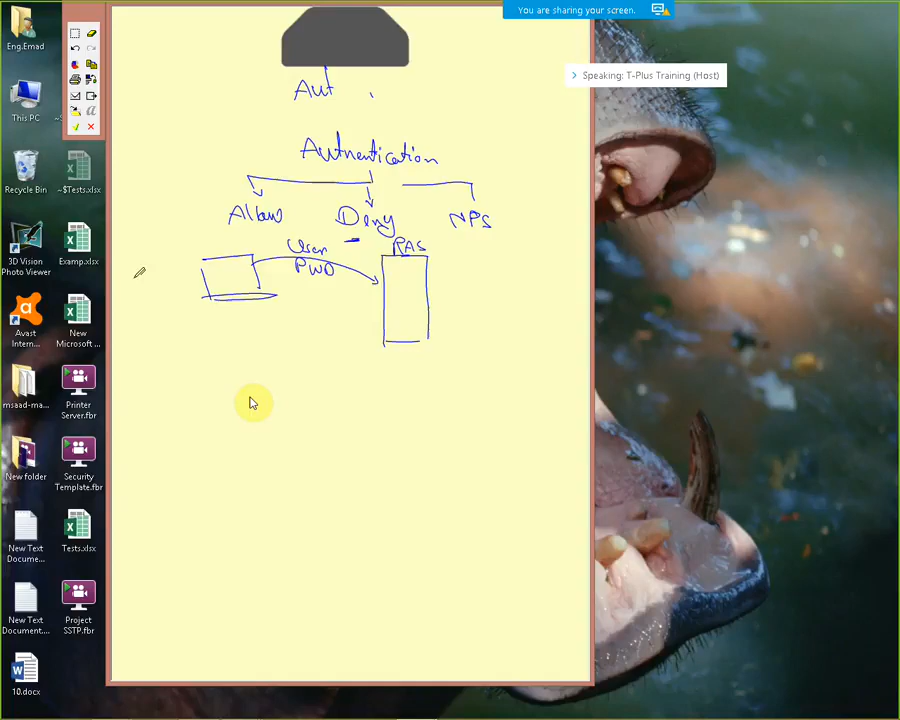 You are sharing your screen.
Speaking: T-Plus Training (Host)
Eng.Emad
This PC
~$Tests.xlsx
Recycle Bin
3D Vision
Photo Viewer
Examp.xlsx
Avast
Intern...
New
Microsoft ...
msaad-ma...
Printer
Server.fbr
New folder
Security
Template.fbr
New Text
Docume...
Tests.xlsx
New Text
Document...
Project
SSTP.fbr
10.docx
Aut
Authentication
Allow
Deny
NPS
User
PWD
RAS